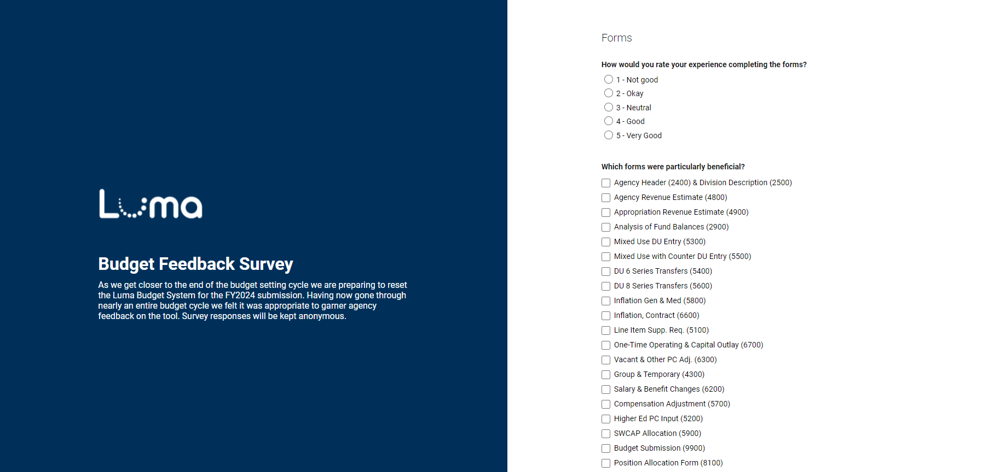 Luma
Budget Feedback Survey
As we get closer to the end of the budget setting cycle we are preparing to reset
the Luma Budget System for the FY2024 submission. Having now gone through
nearly an entire budget cycle we felt it was appropriate to garner agency
feedback on the tool. Survey responses will be kept anonymous.
Forms
How would you rate your experience completing the forms?
1 - Not good
2 - Okay
3 - Neutral
4 - Good
5 - Very Good
Which forms were particularly beneficial?
Agency Header (2400) & Division Description (2500)
Agency Revenue Estimate (4800)
Appropriation Revenue Estimate (4900)
Analysis of Fund Balances (2900)
Mixed Use DU Entry (5300)
Mixed Use with Counter DU Entry (5500)
DU 6 Series Transfers (5400)
DU 8 Series Transfers (5600)
Inflation Gen & Med (5800)
Inflation, Contract (6600)
Line Item Supp. Req. (5100)
One-Time Operating & Capital Outlay (6700)
Vacant & Other PC Adj. (6300)
Group & Temporary (4300)
Salary & Benefit Changes (6200)
Compensation Adjustment (5700)
Higher Ed PC Input (5200)
SWCAP Allocation (5900)
Budget Submission (9900)
Position Allocation Form (8100)